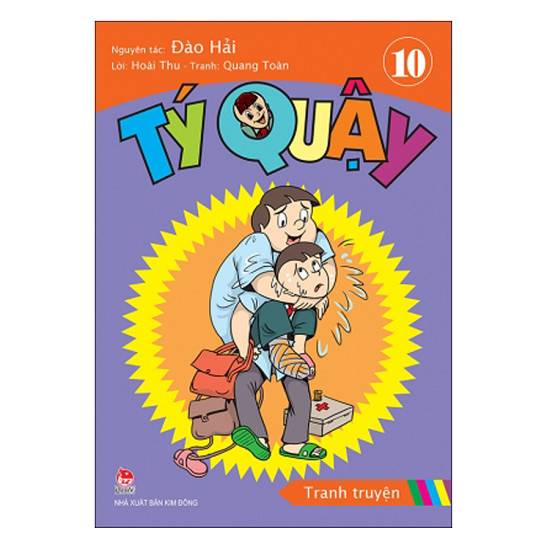 Nguyên tác: Đào Hải
Lời: Hoài Thu - Tranh: Quang Toàn
10
TÝ QUẬY
NHÀ XUẤT BẢN KIM ĐỒNG
Tranh truyện